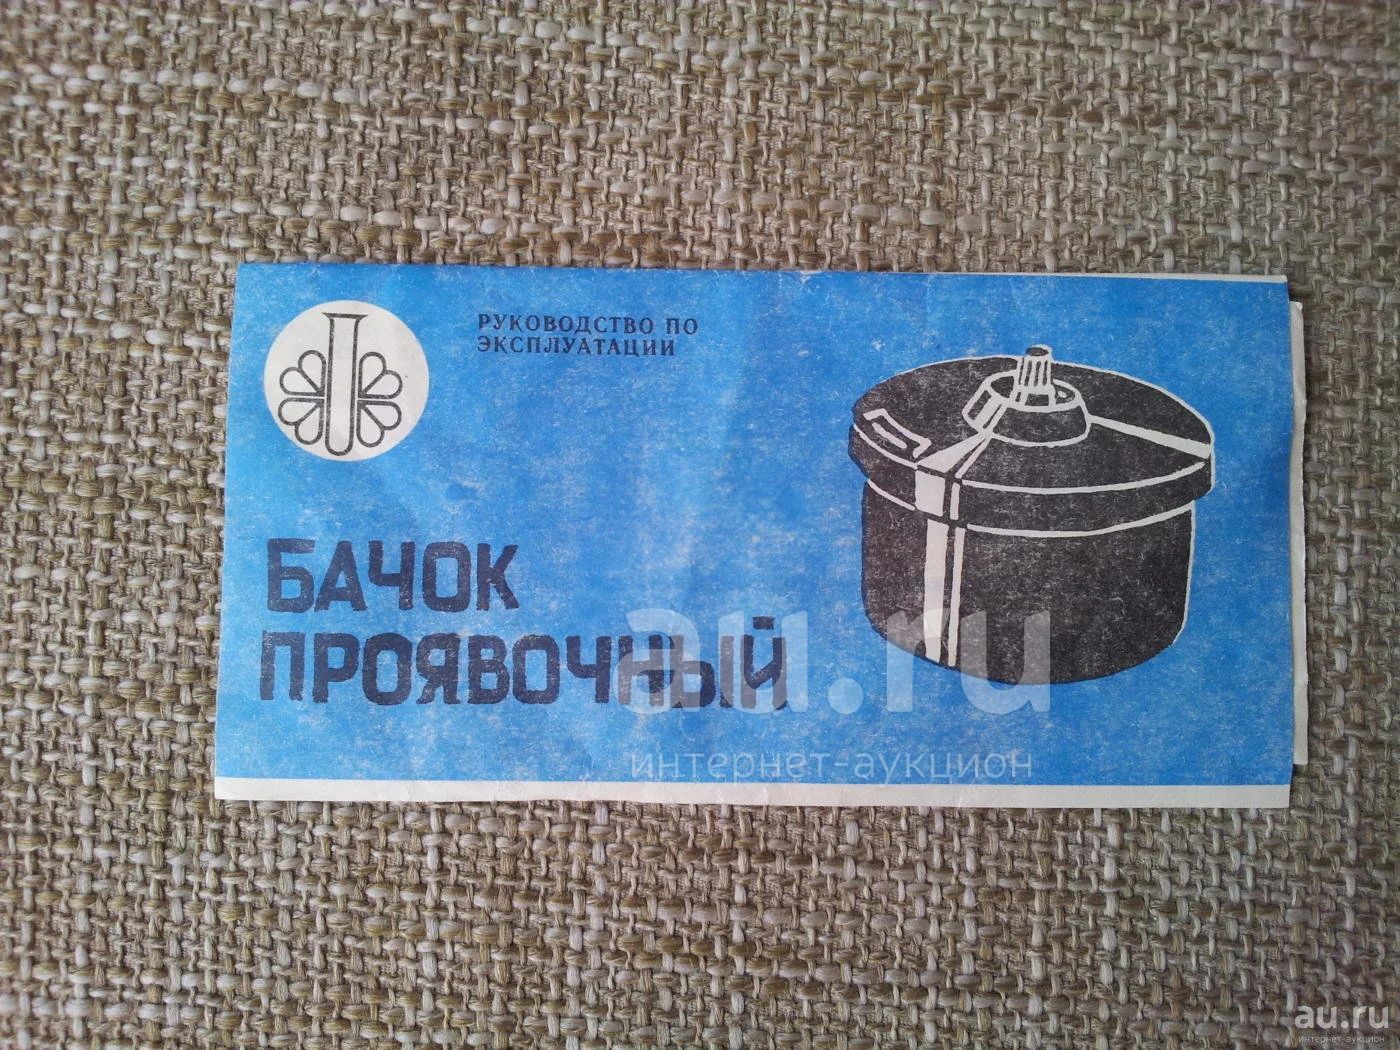 РУКОВОДСТВО ПО
ЭКСПЛУАТАЦИИ
БАЧОК
ПРОЯВОЧНЫЙ
au.ru
интернет-аукцион
au.ru
интернет-аукцион